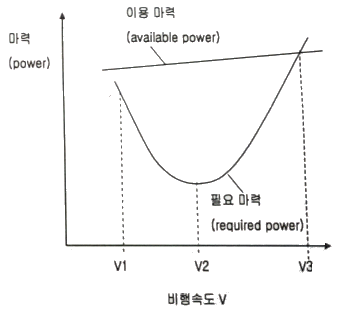 이용 마력
(available power)
마력
(power)
필요 마력
(required power)
V1 V2 V3
비행속도 V